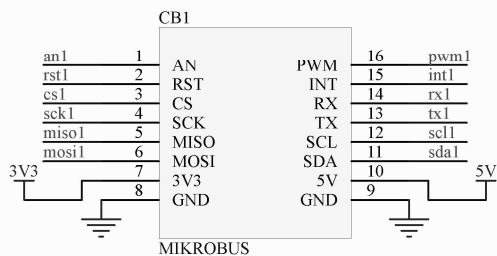 CB1
an1 1 AN PWM 16 pwm1
rst1 2 RST INT 15 int1
cs1 3 CS RX 14 rx1
sck1 4 SCK TX 13 tx1
miso1 5 MISO SCL 12 scl1
mosi1 6 MOSI SDA 11 sda1
3V3 7 3V3 5V 10 5V
8 GND GND 9
MIKROBUS